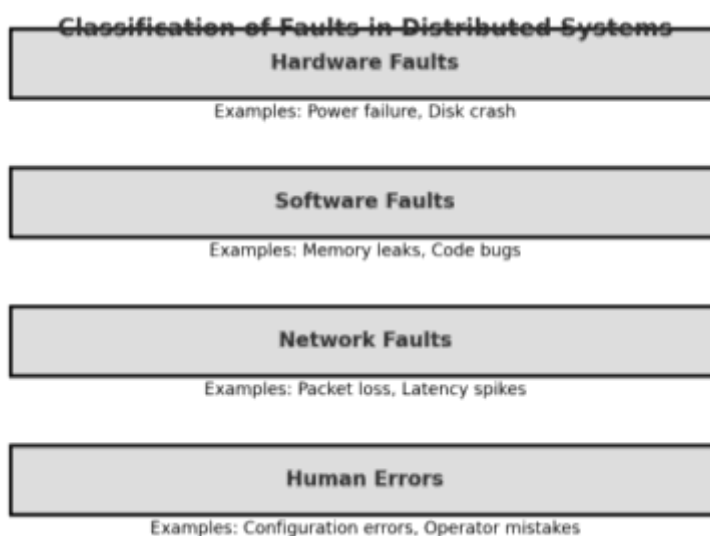 Classification of Faults in Distributed Systems
Hardware Faults
Examples: Power failure, Disk crash
Software Faults
Examples: Memory leaks, Code bugs
Network Faults
Examples: Packet loss, Latency spikes
Human Errors
Examples: Configuration errors, Operator mistakes